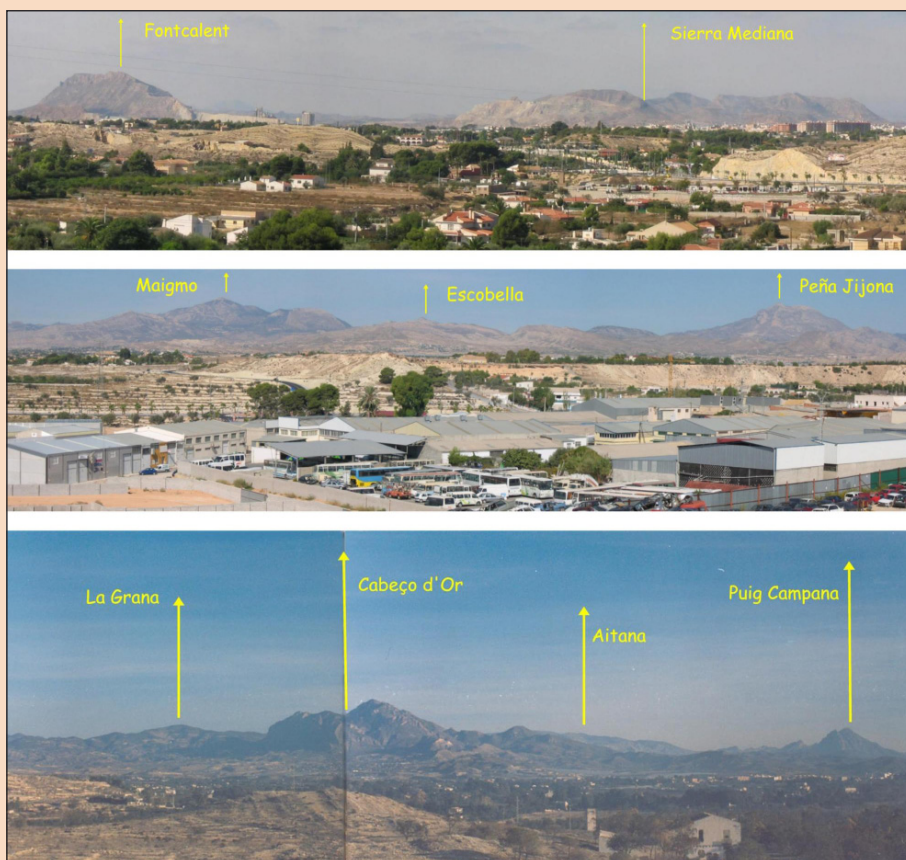 Fontcalent
Sierra Mediana
Maigmo
Escobella
Peña Jijona
La Grana
Cabeço d'Or
Aitana
Puig Campana